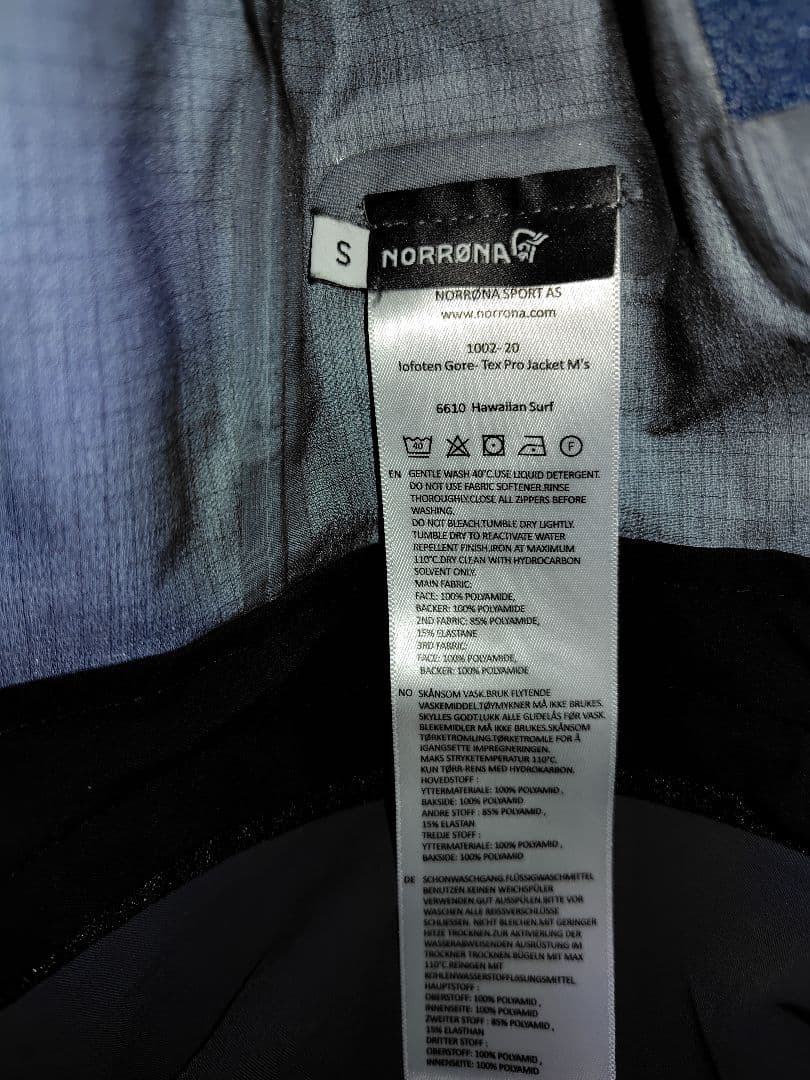 S
NORRØNA
NORRØNA SPORT AS
www.norrona.com
1002- 20
lofoten Gore- Tex Pro Jacket M's
6610 Hawaiian Surf
40
F
EN GENTLE WASH 40°C.USE LIQUID DETERGENT.
DO NOT USE FABRIC SOFTENER.RINSE
THOROUGHLY.CLOSE ALL ZIPPERS BEFORE
WASHING.
DO NOT BLEACH.TUMBLE DRY LIGHTLY.
TUMBLE DRY TO REACTIVATE WATER
REPELLENT FINISH.IRON AT MAXIMUM
110°C.DRY CLEAN WITH HYDROCARBON
SOLVENT ONLY.
MAIN FABRIC:
FACE: 100% POLYAMIDE,
BACKER: 100% POLYAMIDE
2ND FABRIC: 85% POLYAMIDE,
15% ELASTANE
3RD FABRIC:
FACE: 100% POLYAMIDE,
BACKER: 100% POLYAMIDE
NO SKÅNSOM VASK.BRUK FLYTENDE
VASKEMIDDEL.TØYMYKNER MÅ IKKE BRUKES.
SKYLLES GODT.LUKK ALLE GLIDELÅS FØR VASK.
BLEKEMIDLER MÅ IKKE BRUKES.SKÅNSOM
TØRKETROMLING.TØRKETROMLE FOR Å
IGANGSETTE IMPREGNERINGEN.
MAKS STRYKETEMPERATUR 110°C.
KUN TØRR-RENS MED HYDROKARBON.
HOVEDSTOFF :
YTTERMATERIALE: 100% POLYAMID ,
BAKSIDE: 100% POLYAMID
ANDRE STOFF : 85% POLYAMID ,
15% ELASTAN
TREDJE STOFF :
YTTERMATERIALE: 100% POLYAMID ,
BAKSIDE: 100% POLYAMID
DE SCHONWASCHGANG.FLÜSSIGWASCHMITTEL
BENUTZEN.KEINEN WEICHSPÜLER
VERWENDEN.GUT AUSSPÜLEN.BITTE VOR
WASCHEN ALLE REISSVERSCHLÜSSE
SCHLIESSEN. NICHT BLEICHEN.MIT GERINGER
HITZE TROCKNEN.ZUR AKTIVIERUNG DER
WASSERABWEISENDEN AUSRÜSTUNG IM
TROCKNER TROCKNEN.BÜGELN MIT MAX
110°C.REINIGEN MIT
KOHLENWASSERSTOFFLÖSUNGSMITTEL
HAUPTSTOFF :
OBERSTOFF: 100% POLYAMID ,
INNENSEITE: 100% POLYAMID
ZWEITER STOFF : 85% POLYAMID ,
15% ELASTHAN
DRITTER STOFF :
OBERSTOFF: 100% POLYAMID ,
INNENSEITE: 100% POLYAMID